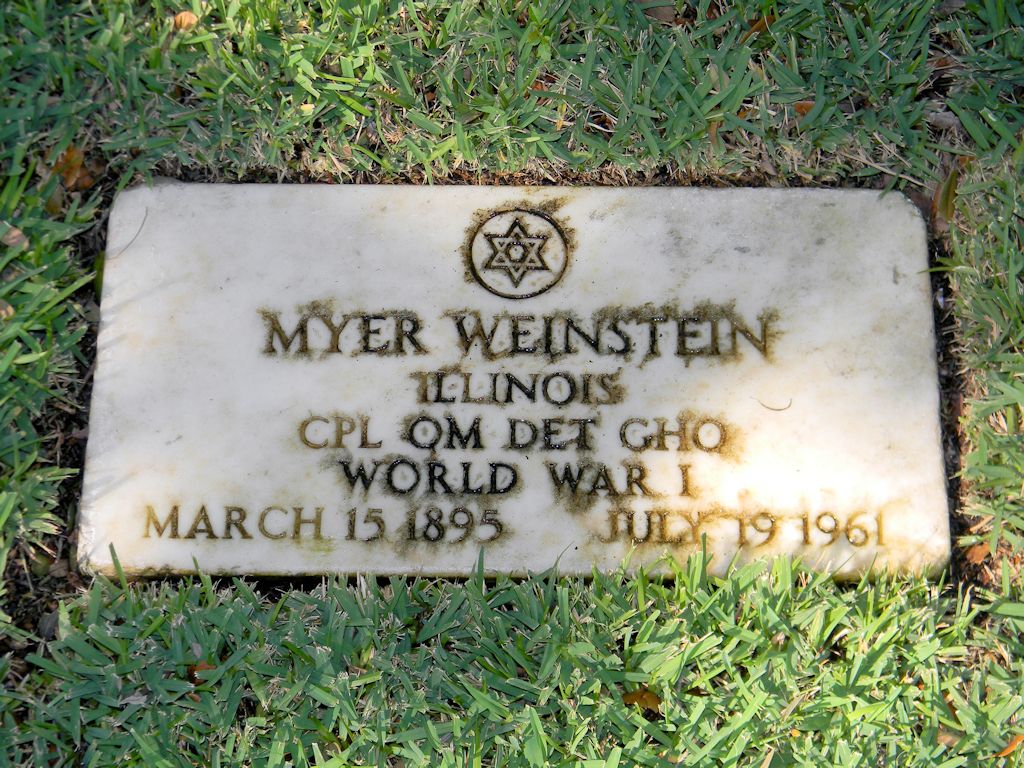 MYER WEINSTEIN
ILLINOIS
CPL QM DET GHQ
WORLD WAR I
MARCH 15 1895 JULY 19 1961